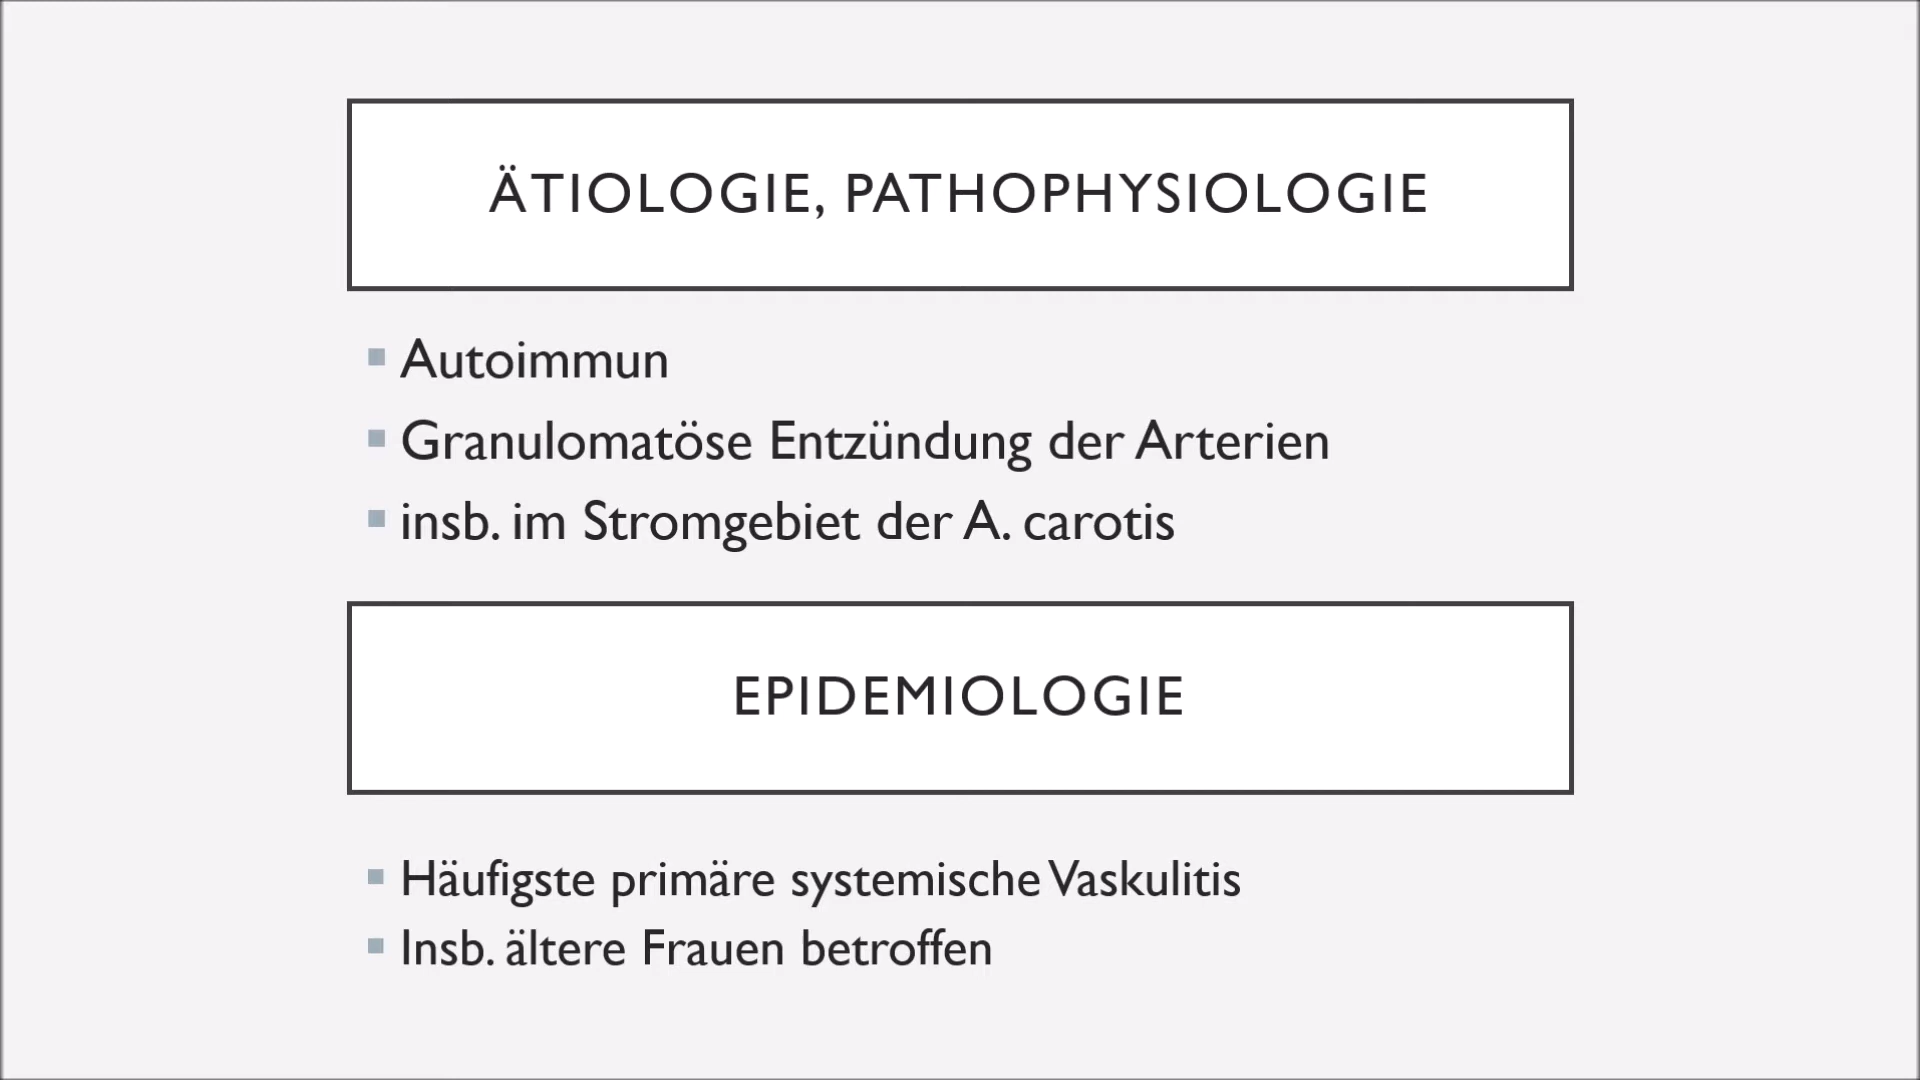 ÄTIOLOGIE, PATHOPHYSIOLOGIE
Autoimmun
Granulomatöse Entzündung der Arterien
insb. im Stromgebiet der A. carotis
EPIDEMIOLOGIE
Häufigste primäre systemische Vaskulitis
Insb. ältere Frauen betroffen